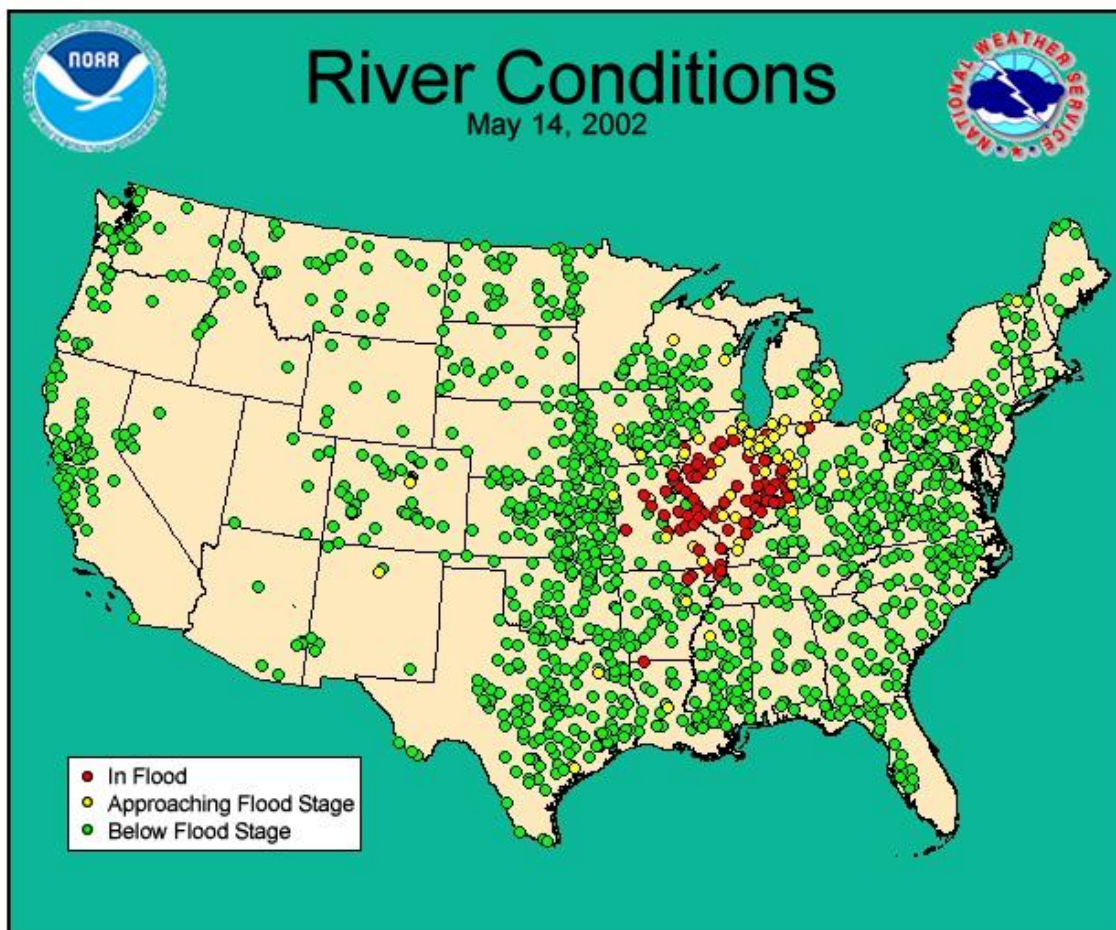 NOAA
River Conditions
May 14, 2002
NATIONAL WEATHER SERVICE
In Flood
Approaching Flood Stage
Below Flood Stage